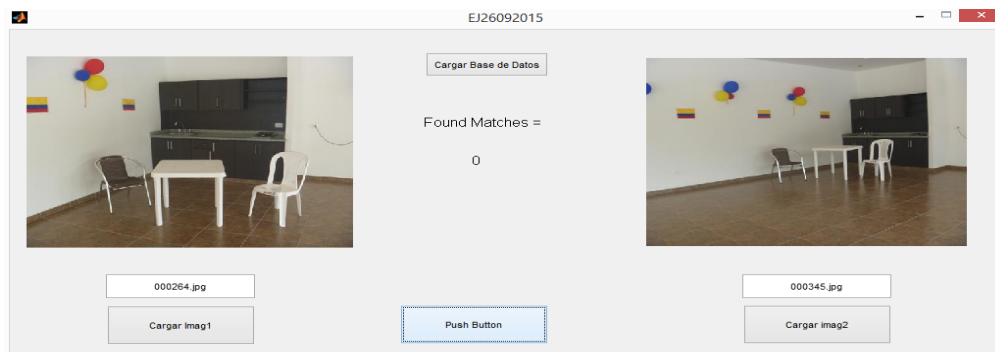 EJ26092015
Cargar Base de Datos
Found Matches =
0
000264.jpg
Cargar Imag1
Push Button
000345.jpg
Cargar imag2